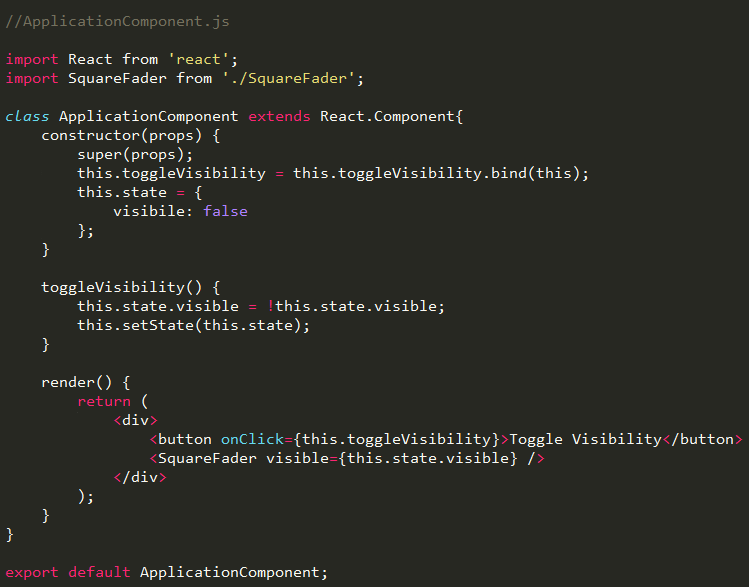 //ApplicationComponent.js
import React from 'react';
import SquareFader from './SquareFader';
class ApplicationComponent extends React.Component{
constructor(props) {
super(props);
this.toggleVisibility = this.toggleVisibility.bind(this);
this.state = {
visibile: false
};
}
toggleVisibility() {
this.state.visible = !this.state.visible;
this.setState(this.state);
}
render() {
return (
<div>
<button onClick={this.toggleVisibility}>Toggle Visibility</button>
<SquareFader visible={this.state.visible} />
</div>
);
}
}
export default ApplicationComponent;